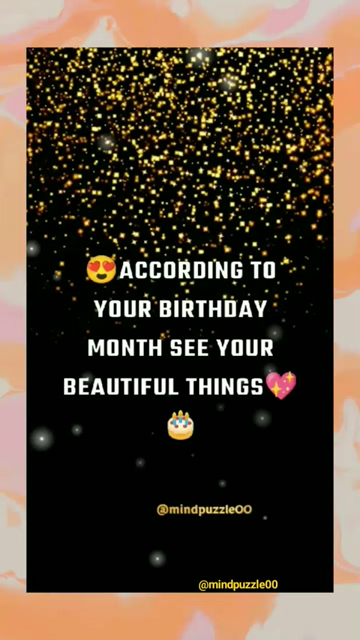 😍ACCORDING TO
YOUR BIRTHDAY
MONTH SEE YOUR
BEAUTIFUL THINGS💖
🎂
@mindpuzzle00
@mindpuzzle00